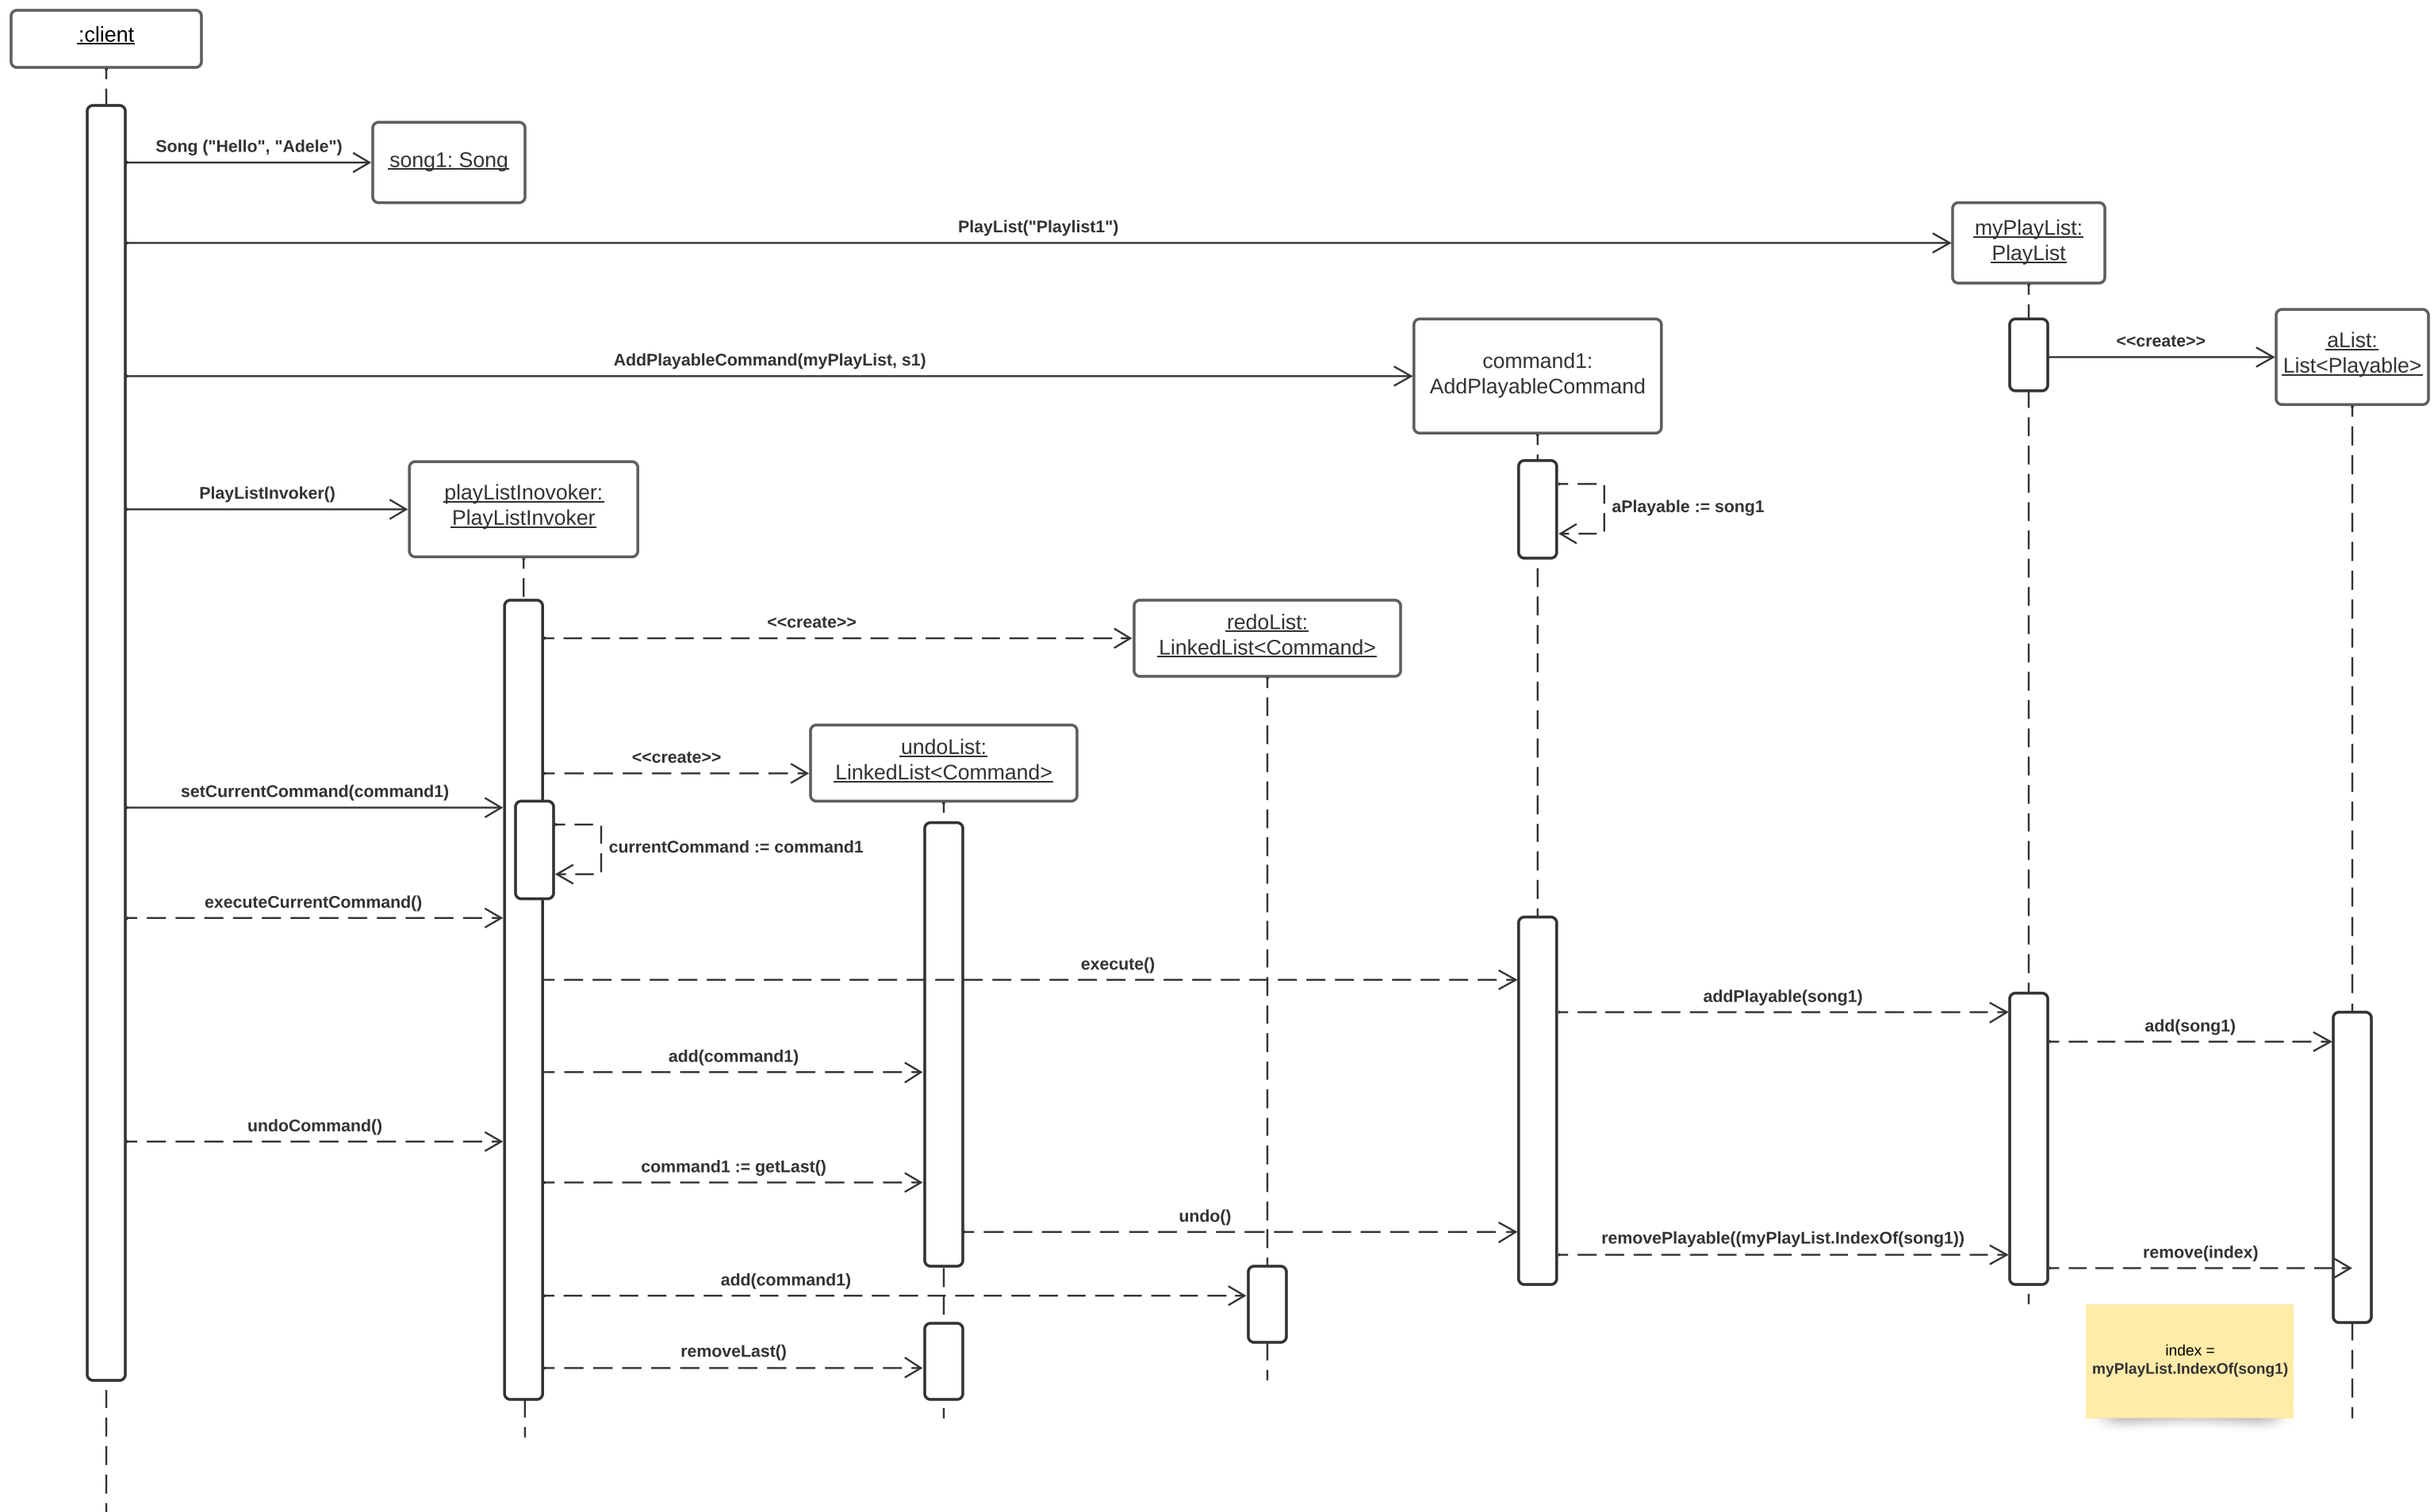 :client
Song ("Hello", "Adele")
song1: Song
PlayList("Playlist1")
myPlayList:
PlayList
<<create>>
aList:
List<Playable>
AddPlayableCommand(myPlayList, s1)
command1:
AddPlayableCommand
PlayListInvoker()
playListInovoker:
PlayListInvoker
aPlayable := song1
<<create>>
redoList:
LinkedList<Command>
<<create>>
undoList:
LinkedList<Command>
setCurrentCommand(command1)
currentCommand := command1
executeCurrentCommand()
execute()
addPlayable(song1)
add(song1)
add(command1)
undoCommand()
command1 := getLast()
undo()
removePlayable((myPlayList.IndexOf(song1))
remove(index)
add(command1)
removeLast()
index =
myPlayList.IndexOf(song1)